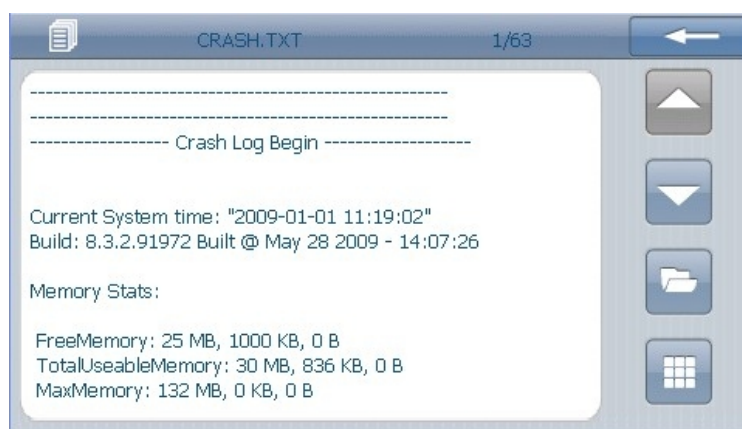 CRASH.TXT 1/63
--------------------------------------------------
--------------------------------------------------
----------------- Crash Log Begin ------------------
Current System time: "2009-01-01 11:19:02"
Build: 8.3.2.91972 Built @ May 28 2009 - 14:07:26
Memory Stats:
FreeMemory: 25 MB, 1000 KB, 0 B
TotalUseableMemory: 30 MB, 836 KB, 0 B
MaxMemory: 132 MB, 0 KB, 0 B